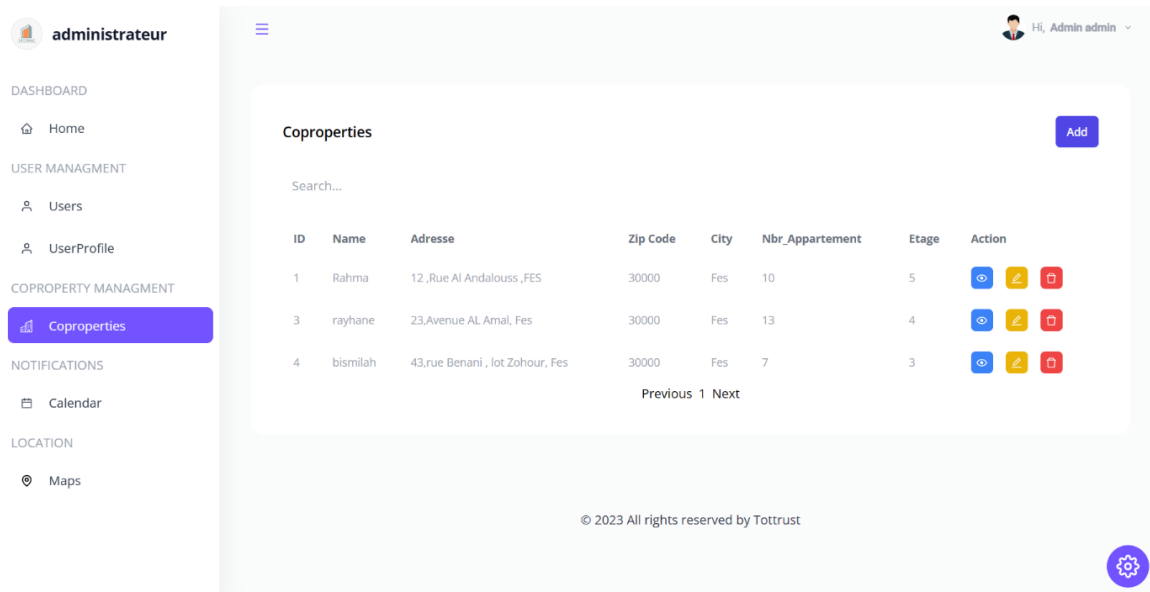 administrateur
Hi, Admin admin
DASHBOARD
Home
USER MANAGMENT
Users
UserProfile
COPROPERTY MANAGMENT
Coproperties
NOTIFICATIONS
Calendar
LOCATION
Maps
Coproperties
Add
Search...
ID Name Adresse Zip Code City Nbr_Appartement Etage Action
1 Rahma 12 ,Rue Al Andalouss ,FES 30000 Fes 10 5
3 rayhane 23,Avenue AL Amal, Fes 30000 Fes 13 4
4 bismilah 43,rue Benani , lot Zohour, Fes 30000 Fes 7 3
Previous 1 Next
© 2023 All rights reserved by Tottrust